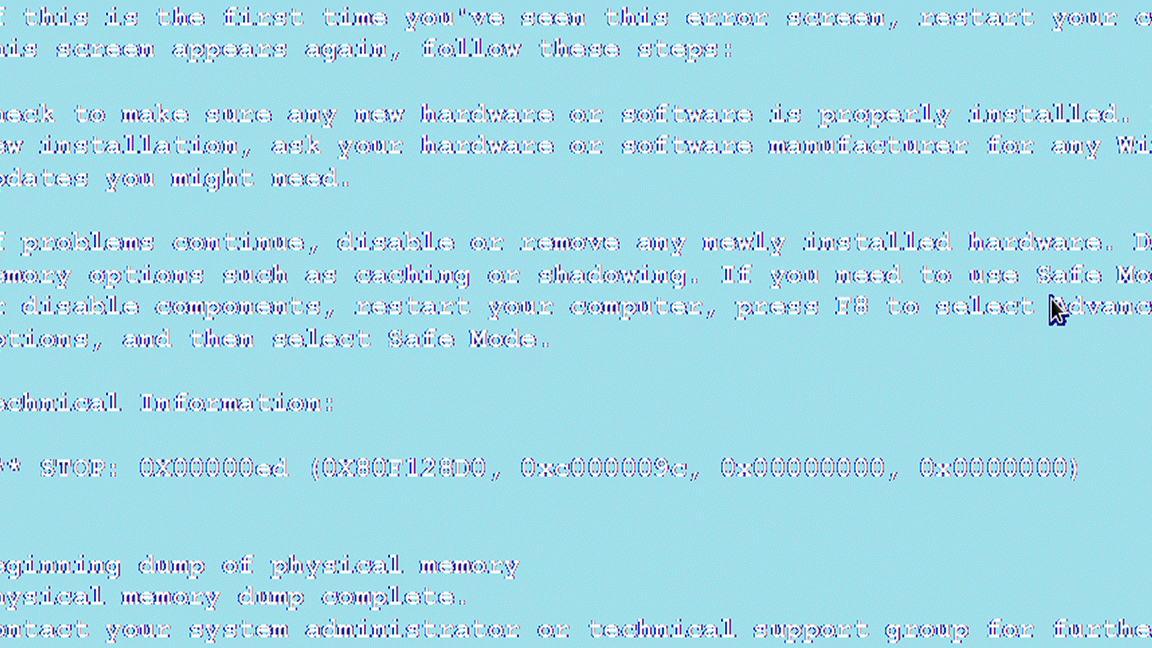 this is the first time you"ve seen this error screen, restart your
his screen appears again, follow these steps:
heck to make sure any new hardware or software is properly installed.
ew installation, ask your hardware or software manufacturer for any Wi
pdates you might need.
problems continue, disable or remove any newly installed hardware. D
emory options such as caching or shadowing. If you need to use Safe Mo
r disable components, restart your computer, press F8 to select Advanc
ptions, and then select Safe Mode.
echnical Information:
** STOP: 0X00000ed (0X80F128D0, 0xc000009c, 0x00000000, 0x0000000)
eginning dump of physical memory
hysical memory dump complete.
ontact your system administrator or technical support group for furthe